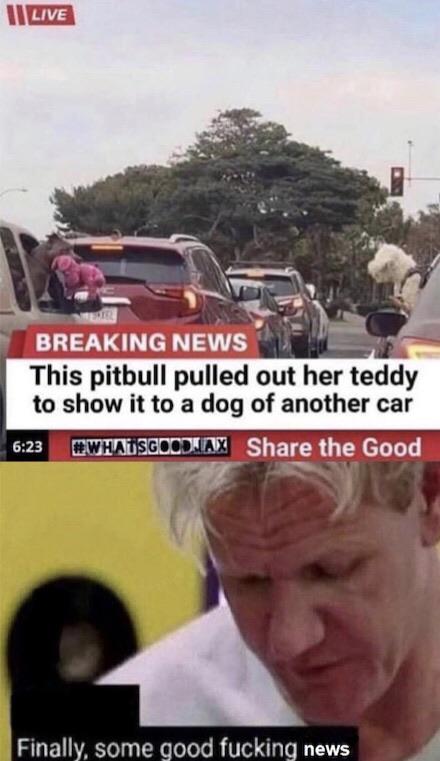 LIVE
BREAKING NEWS
This pitbull pulled out her teddy
to show it to a dog of another car
6:23 #WHATSGOODJAX Share the Good
Finally, some good fucking news